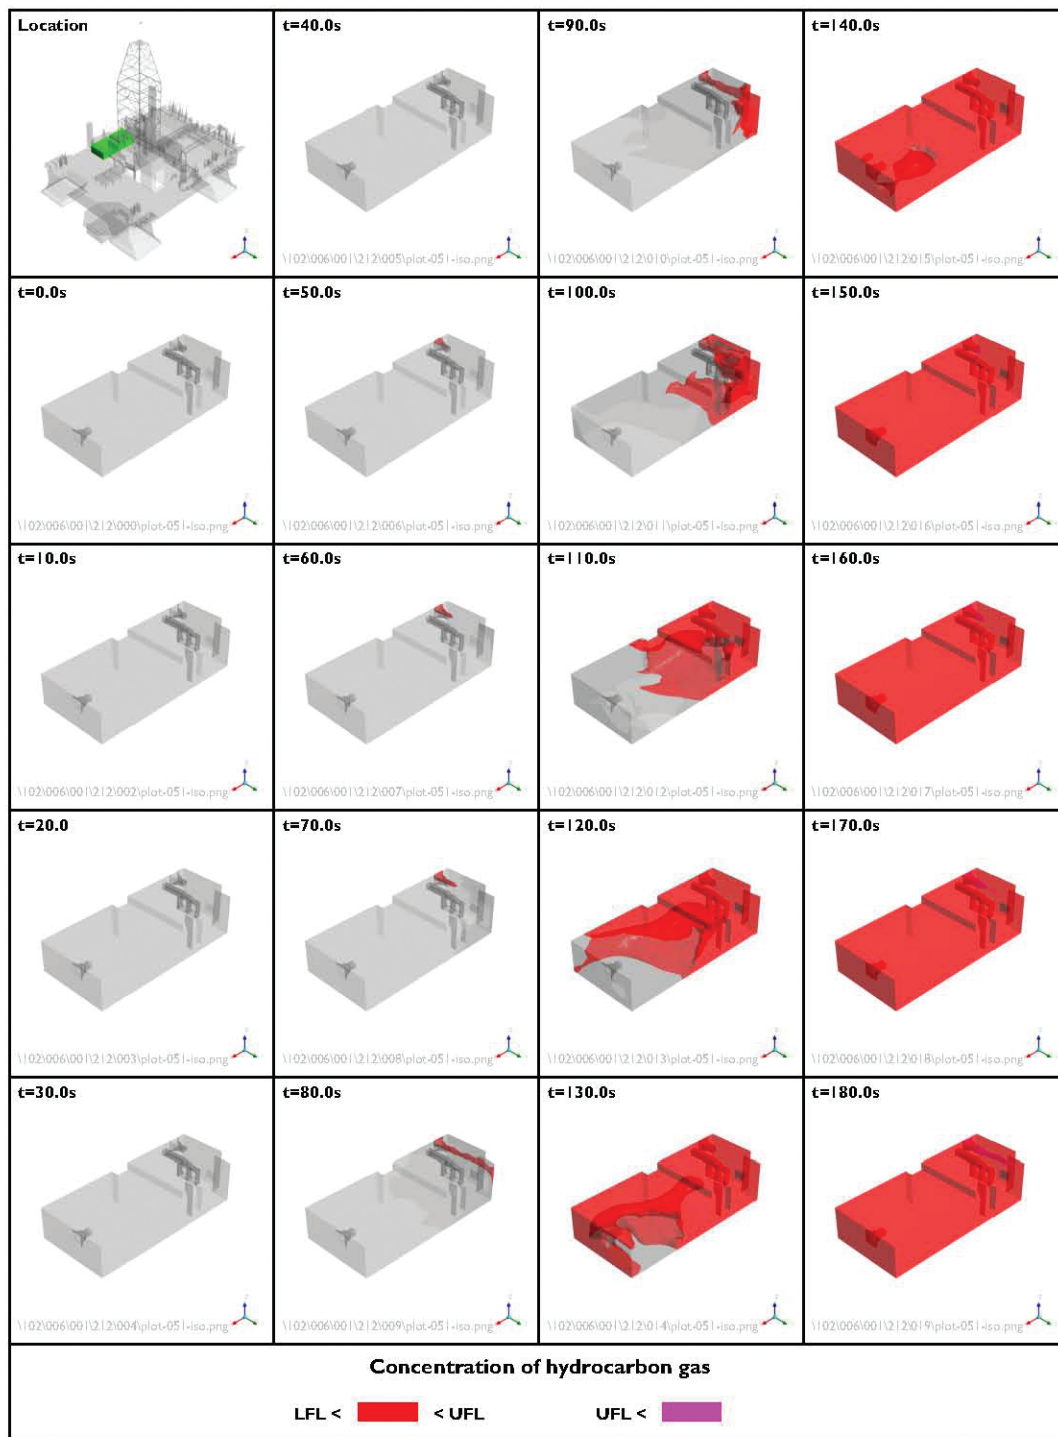 Location
t=40.0s
t=90.0s
t=140.0s
\102\006\001\212\005\plot-051-iso.png
\102\006\001\212\010\plot-051-iso.png
\102\006\001\212\015\plot-051-iso.png
t=0.0s
t=50.0s
t=100.0s
t=150.0s
\102\006\001\212\000\plot-051-iso.png
\102\006\001\212\006\plot-051-iso.png
\102\006\001\212\011\plot-051-iso.png
\102\006\001\212\016\plot-051-iso.png
t=10.0s
t=60.0s
t=110.0s
t=160.0s
\102\006\001\212\002\plot-051-iso.png
\102\006\001\212\007\plot-051-iso.png
\102\006\001\212\012\plot-051-iso.png
\102\006\001\212\017\plot-051-iso.png
t=20.0
t=70.0s
t=120.0s
t=170.0s
\102\006\001\212\003\plot-051-iso.png
\102\006\001\212\008\plot-051-iso.png
\102\006\001\212\013\plot-051-iso.png
\102\006\001\212\018\plot-051-iso.png
t=30.0s
t=80.0s
t=130.0s
t=180.0s
\102\006\001\212\004\plot-051-iso.png
\102\006\001\212\009\plot-051-iso.png
\102\006\001\212\014\plot-051-iso.png
\102\006\001\212\019\plot-051-iso.png
Concentration of hydrocarbon gas
LFL < < UFL UFL <